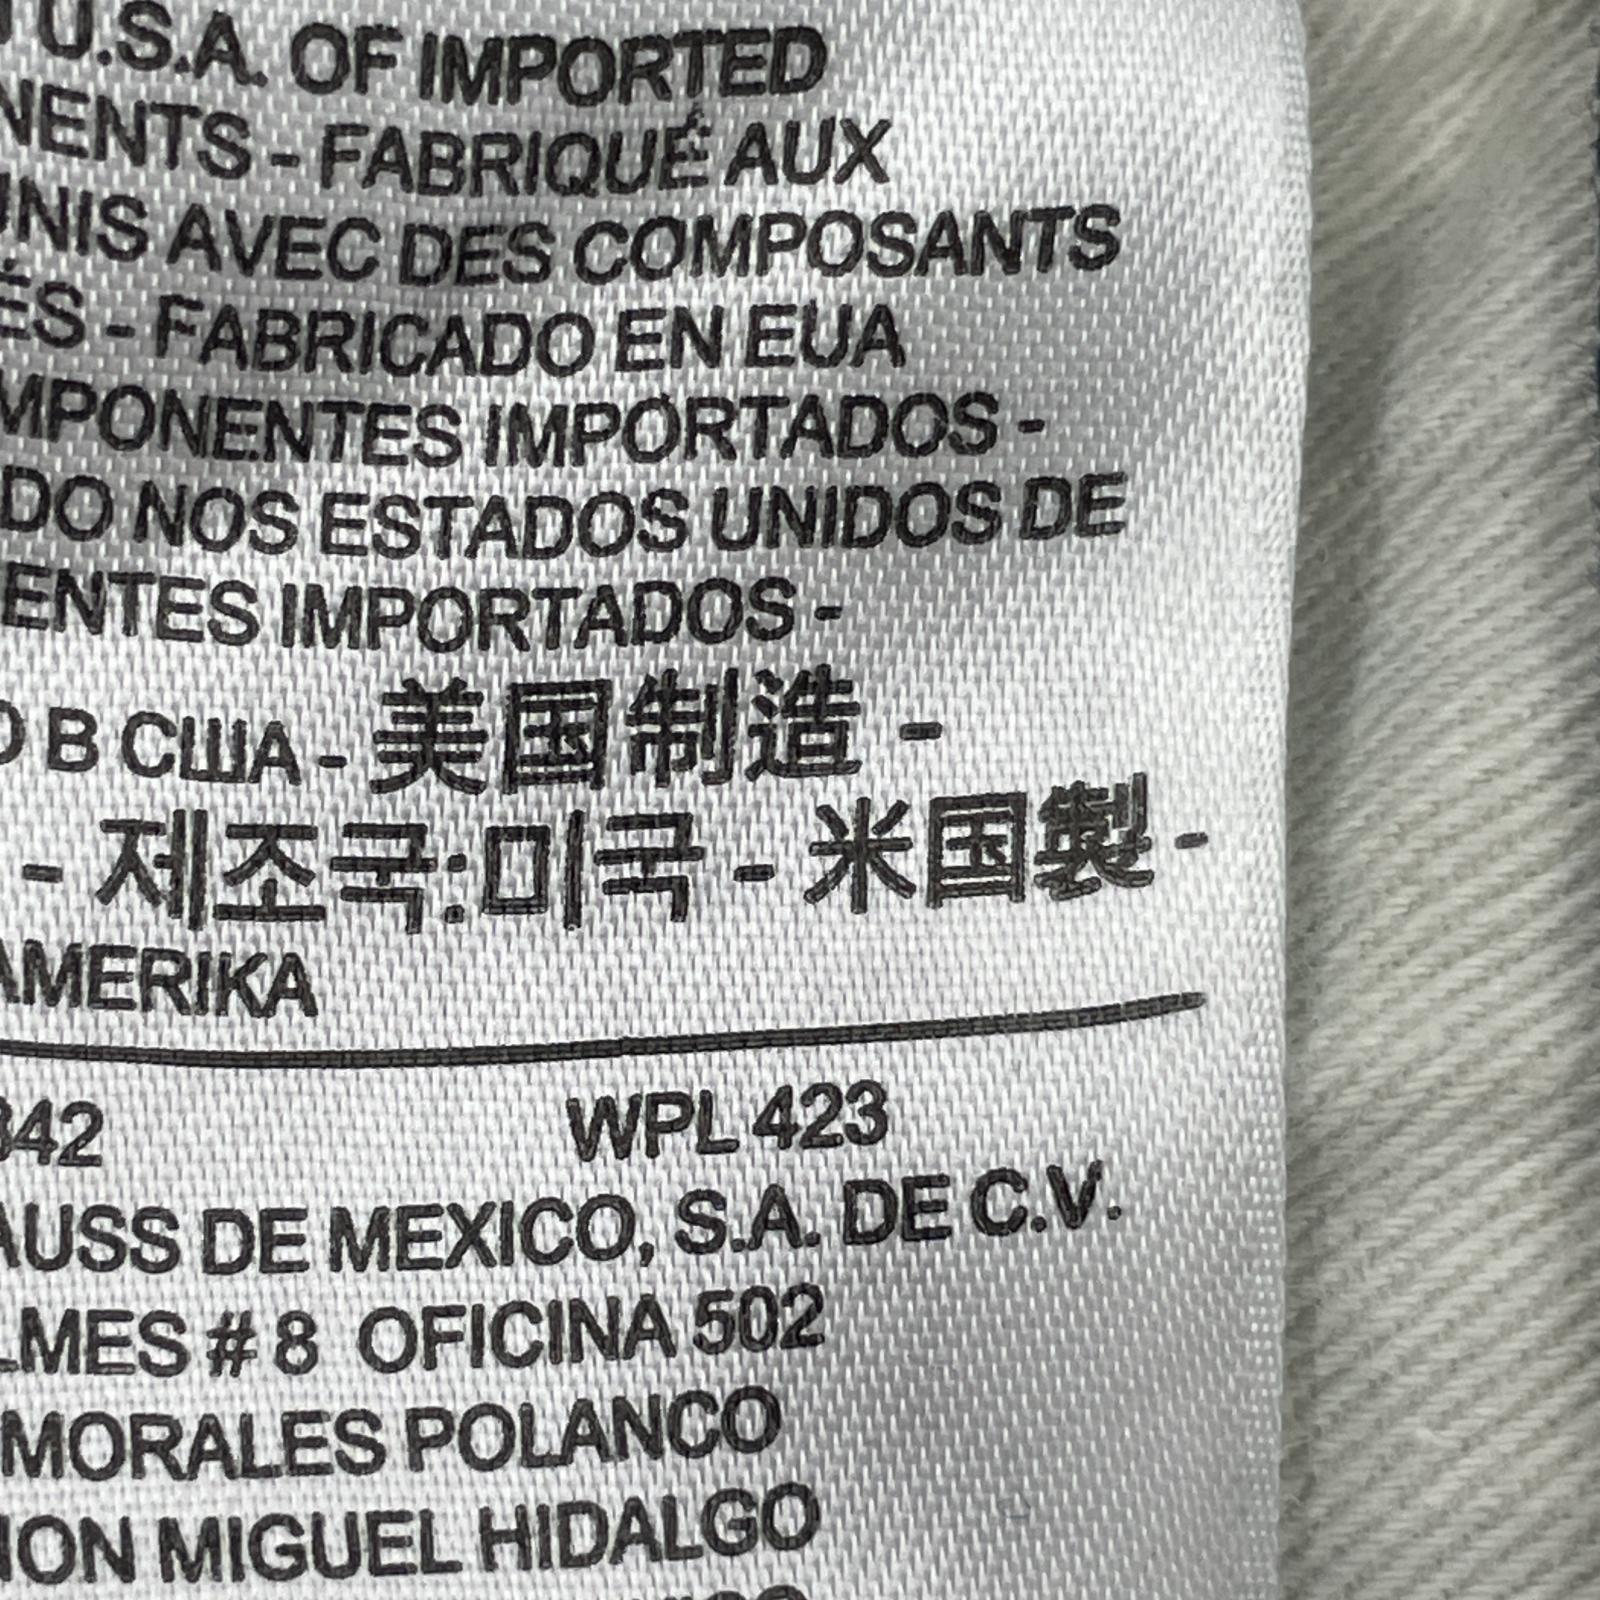 U.S.A. OF IMPORTED
NENTS - FABRIQUÉ AUX
UNIS AVEC DES COMPOSANTS
ÉS - FABRICADO EN EUA
MPONENTES IMPORTADOS -
DO NOS ESTADOS UNIDOS DE
ENTES IMPORTADOS -
О В США - 美国制造 -
- 제조국:미국 - 米国製 -
AMERIKA
342 WPL 423
AUSS DE MEXICO, S.A. DE C.V.
LMES # 8 OFICINA 502
MORALES POLANCO
ION MIGUEL HIDALGO